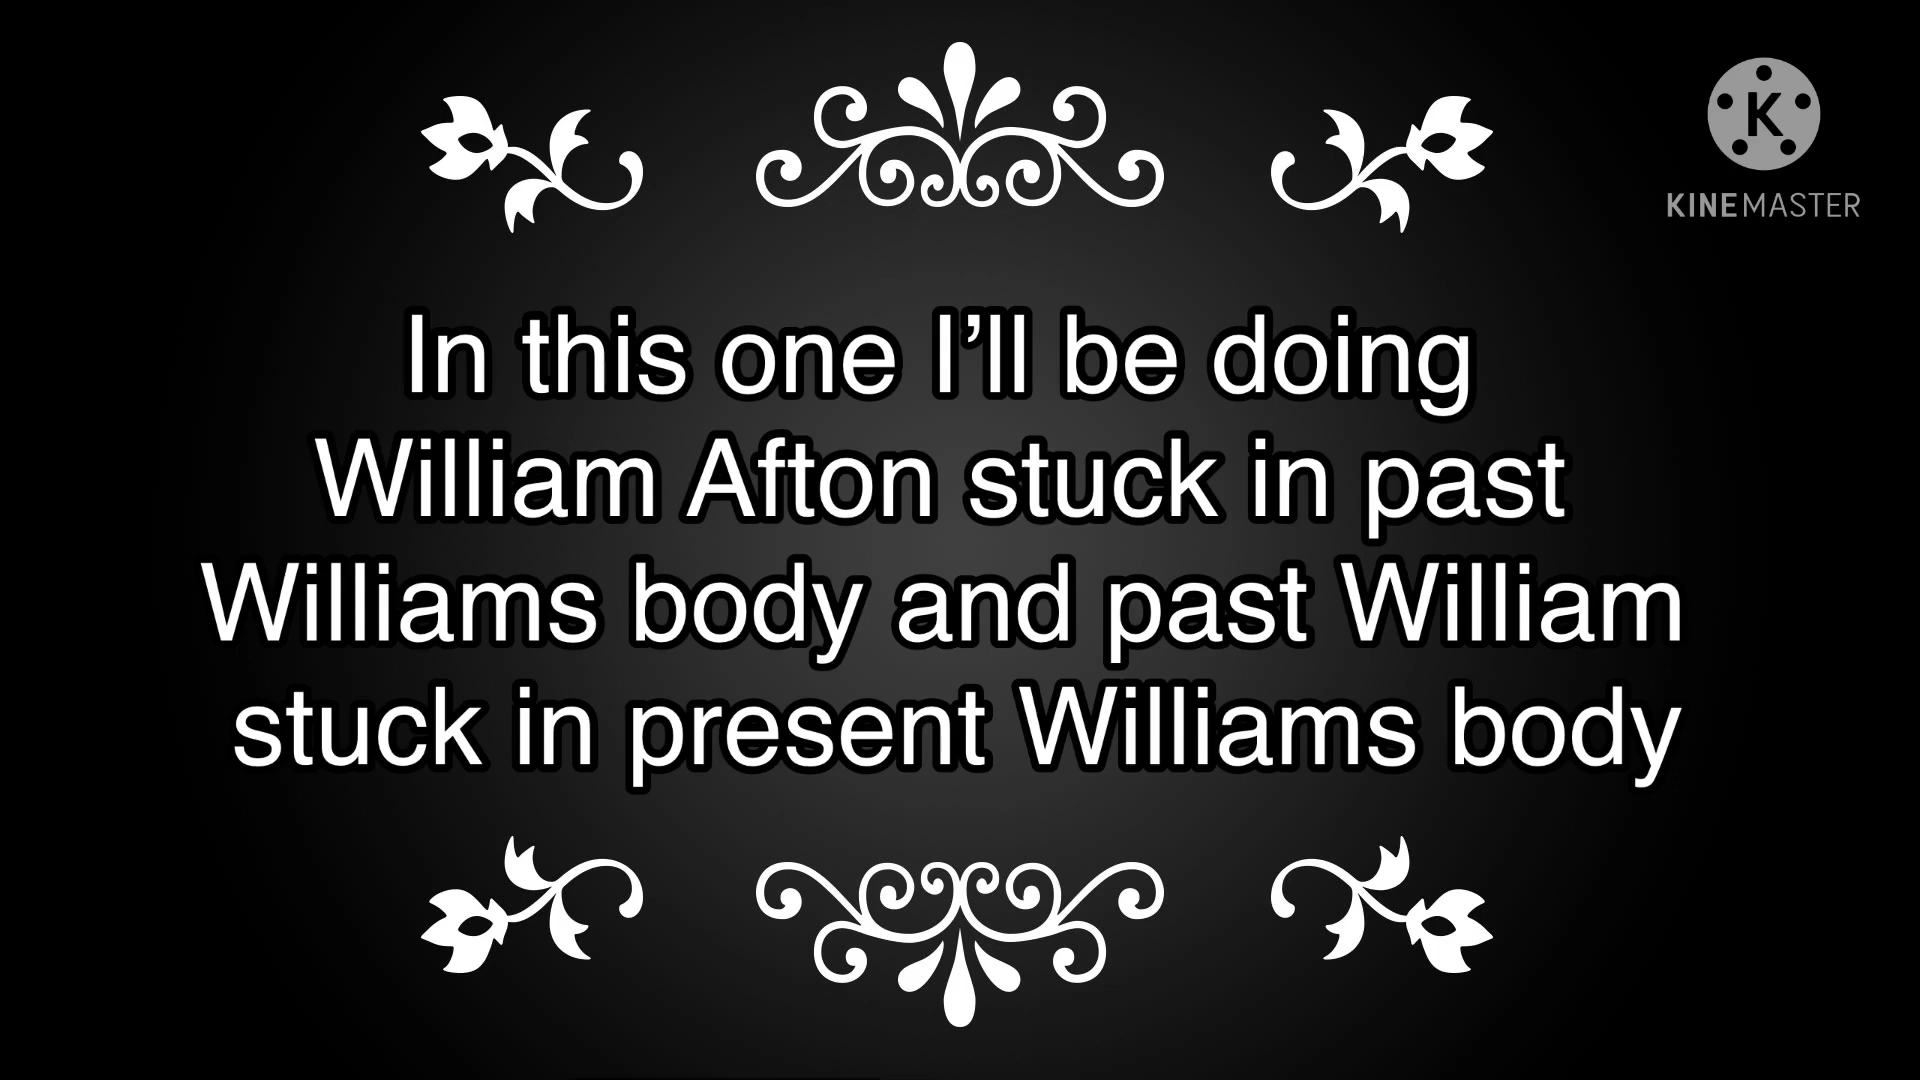 K
KINEMASTER
In this one I’ll be doing
William Afton stuck in past
Williams body and past William
stuck in present Williams body